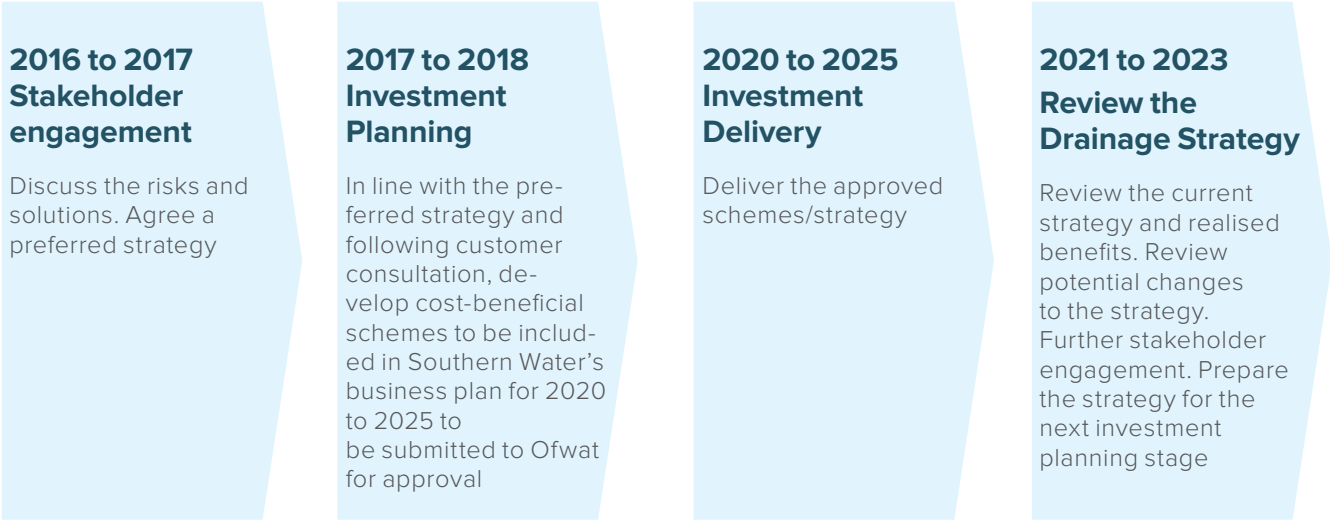 2016 to 2017
Stakeholder
engagement
Discuss the risks and
solutions. Agree a
preferred strategy
2017 to 2018
Investment
Planning
In line with the pre-
ferred strategy and
following customer
consultation, de-
velop cost-beneficial
schemes to be includ-
ed in Southern Water’s
business plan for 2020
to 2025 to
be submitted to Ofwat
for approval
2020 to 2025
Investment
Delivery
Deliver the approved
schemes/strategy
2021 to 2023
Review the
Drainage Strategy
Review the current
strategy and realised
benefits. Review
potential changes
to the strategy.
Further stakeholder
engagement. Prepare
the strategy for the
next investment
planning stage